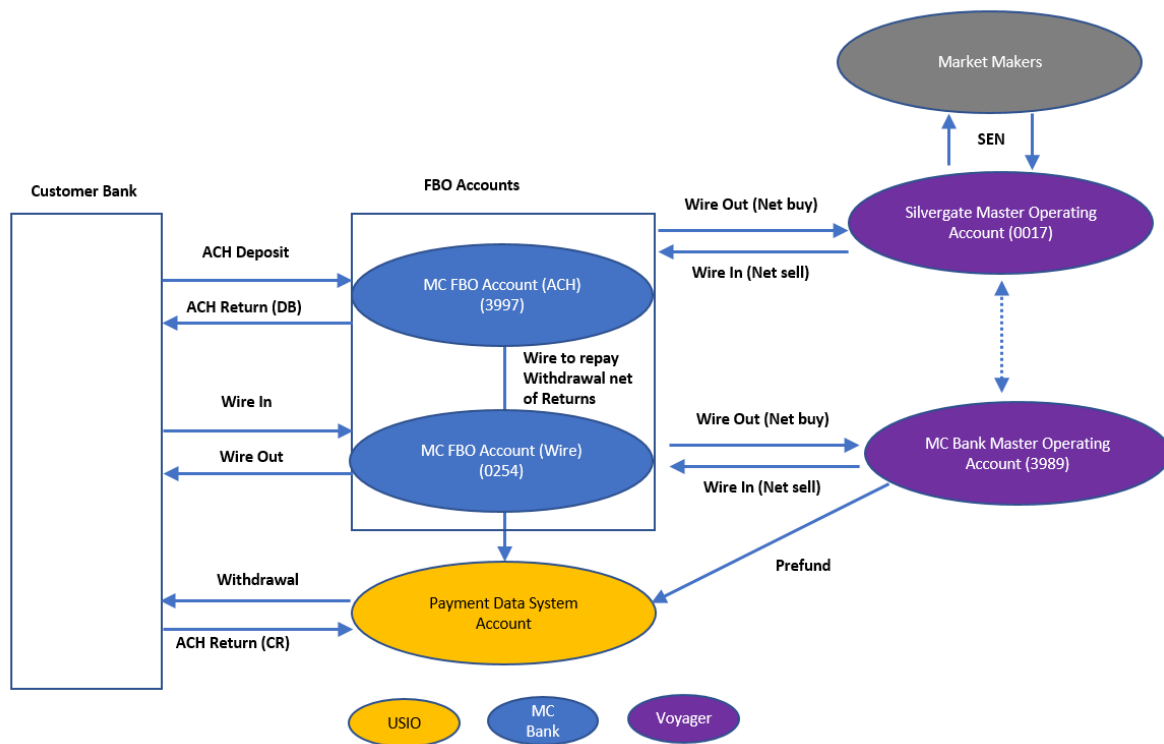 Market Makers
SEN
Customer Bank
FBO Accounts
Wire Out (Net buy)
Silvergate Master Operating
Account (0017)
Wire In (Net sell)
ACH Deposit
MC FBO Account (ACH)
(3997)
ACH Return (DB)
Wire to repay
Withdrawal net
of Returns
Wire In
Wire Out
MC FBO Account (Wire)
(0254)
Wire Out (Net buy)
MC Bank Master Operating
Account (3989)
Wire In (Net sell)
Prefund
Withdrawal
Payment Data System
Account
ACH Return (CR)
USIO
MC
Bank
Voyager